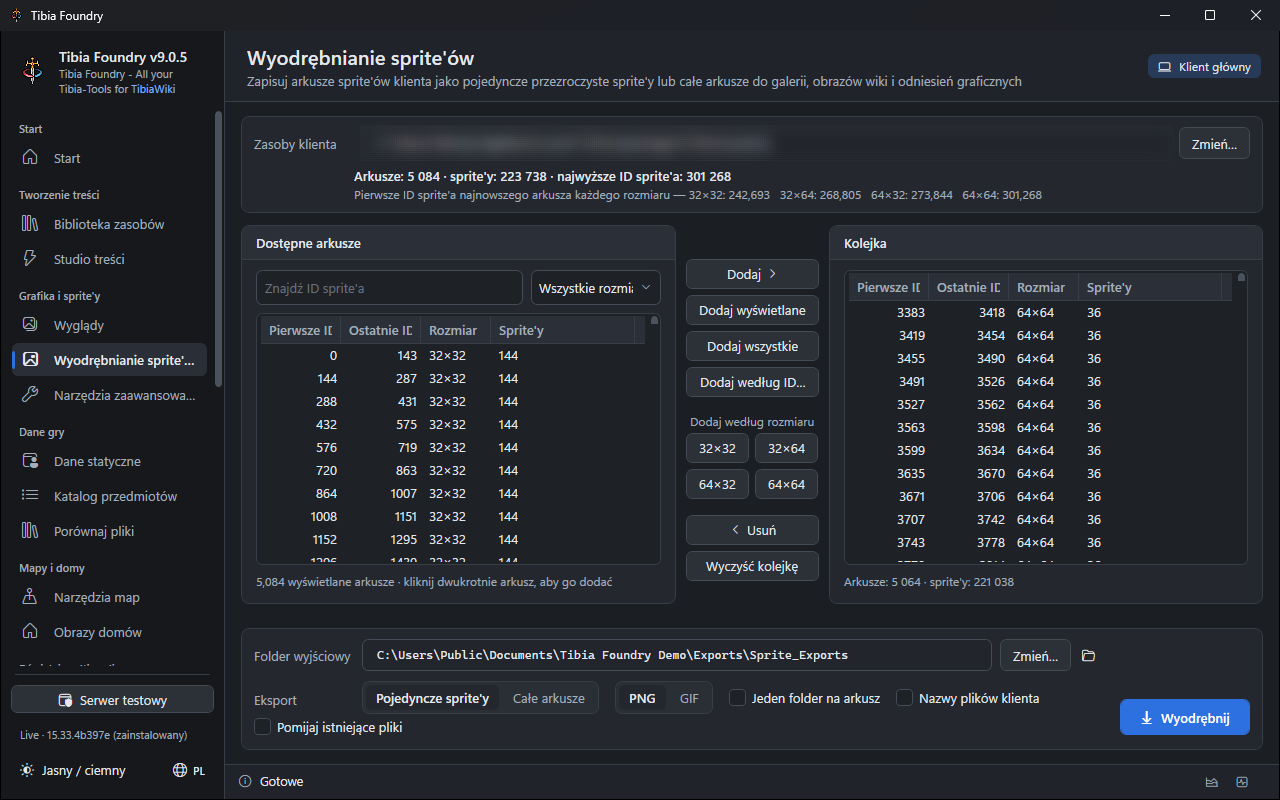 Tibia Foundry
Tibia Foundry v9.0.5
Tibia Foundry - All your
Tibia-Tools for TibiaWiki
Start
Start
Tworzenie treści
Biblioteka zasobów
Studio treści
Grafika i sprite'y
Wyglądy
Wyodrębnianie sprite'...
Narzędzia zaawansowa...
Dane gry
Dane statyczne
Katalog przedmiotów
Porównaj pliki
Mapy i domy
Narzędzia map
Obrazy domów
Serwer testowy
Live · 15.33.4b397e (zainstalowany)
Jasny / ciemny
PL
Wyodrębnianie sprite'ów
Zapisuj arkusze sprite'ów klienta jako pojedyncze przezroczyste sprite'y lub całe arkusze do galerii, obrazów wiki i odniesień graficznych
Klient główny
Zasoby klienta
Zmień...
Arkusze: 5 084 · sprite'y: 223 738 · najwyższe ID sprite'a: 301 268
Pierwsze ID sprite'a najnowszego arkusza każdego rozmiaru — 32×32: 242,693 32×64: 268,805 64×32: 273,844 64×64: 301,268
Dostępne arkusze
Znajdź ID sprite'a
Wszystkie rozmia
Pierwsze ID Ostatnie ID Rozmiar Sprite'y
0 143 32×32 144
144 287 32×32 144
288 431 32×32 144
432 575 32×32 144
576 719 32×32 144
720 863 32×32 144
864 1007 32×32 144
1008 1151 32×32 144
1152 1295 32×32 144
5,084 wyświetlane arkusze · kliknij dwukrotnie arkusz, aby go dodać
Dodaj
Dodaj wyświetlane
Dodaj wszystkie
Dodaj według ID...
Dodaj według rozmiaru
32×32 32×64
64×32 64×64
Usuń
Wyczyść kolejkę
Kolejka
Pierwsze ID Ostatnie ID Rozmiar Sprite'y
3383 3418 64×64 36
3419 3454 64×64 36
3455 3490 64×64 36
3491 3526 64×64 36
3527 3562 64×64 36
3563 3598 64×64 36
3599 3634 64×64 36
3635 3670 64×64 36
3671 3706 64×64 36
3707 3742 64×64 36
3743 3778 64×64 36
Arkusze: 5 064 · sprite'y: 221 038
Folder wyjściowy
C:\Users\Public\Documents\Tibia Foundry Demo\Exports\Sprite_Exports
Zmień...
Eksport
Pojedyncze sprite'y
Całe arkusze
PNG
GIF
Jeden folder na arkusz
Nazwy plików klienta
Pomijaj istniejące pliki
Wyodrębnij
Gotowe